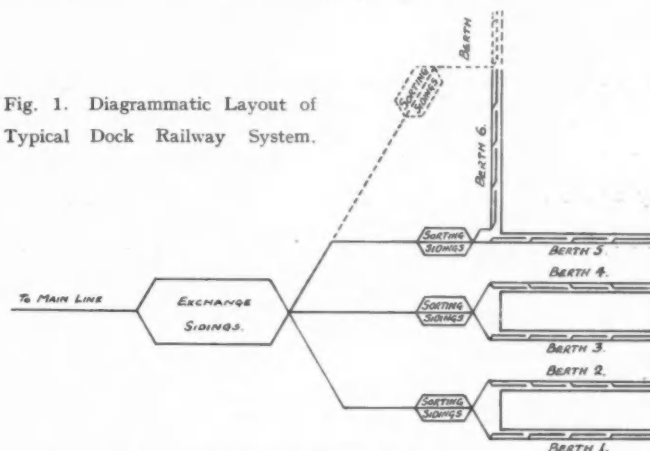 Fig. 1. Diagrammatic Layout of
Typical Dock Railway System.
BERTH
SORTING
SIDINGS
BERTH 6.
SORTING
SIDINGS
BERTH 5.
BERTH 4.
TO MAIN LINE
EXCHANGE
SIDINGS.
SORTING
SIDINGS
BERTH 3.
BERTH 2.
SORTING
SIDINGS
BERTH 1.